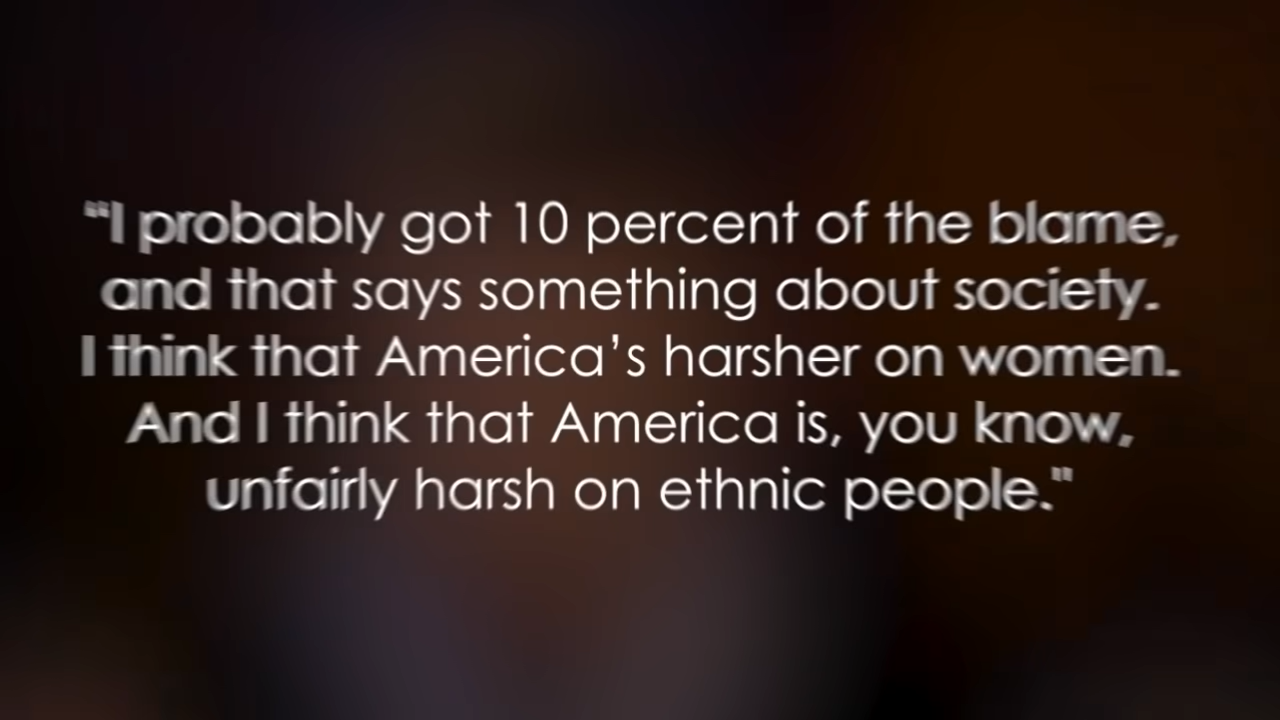 “I probably got 10 percent of the blame,
and that says something about society.
I think that America’s harsher on women.
And I think that America is, you know,
unfairly harsh on ethnic people."